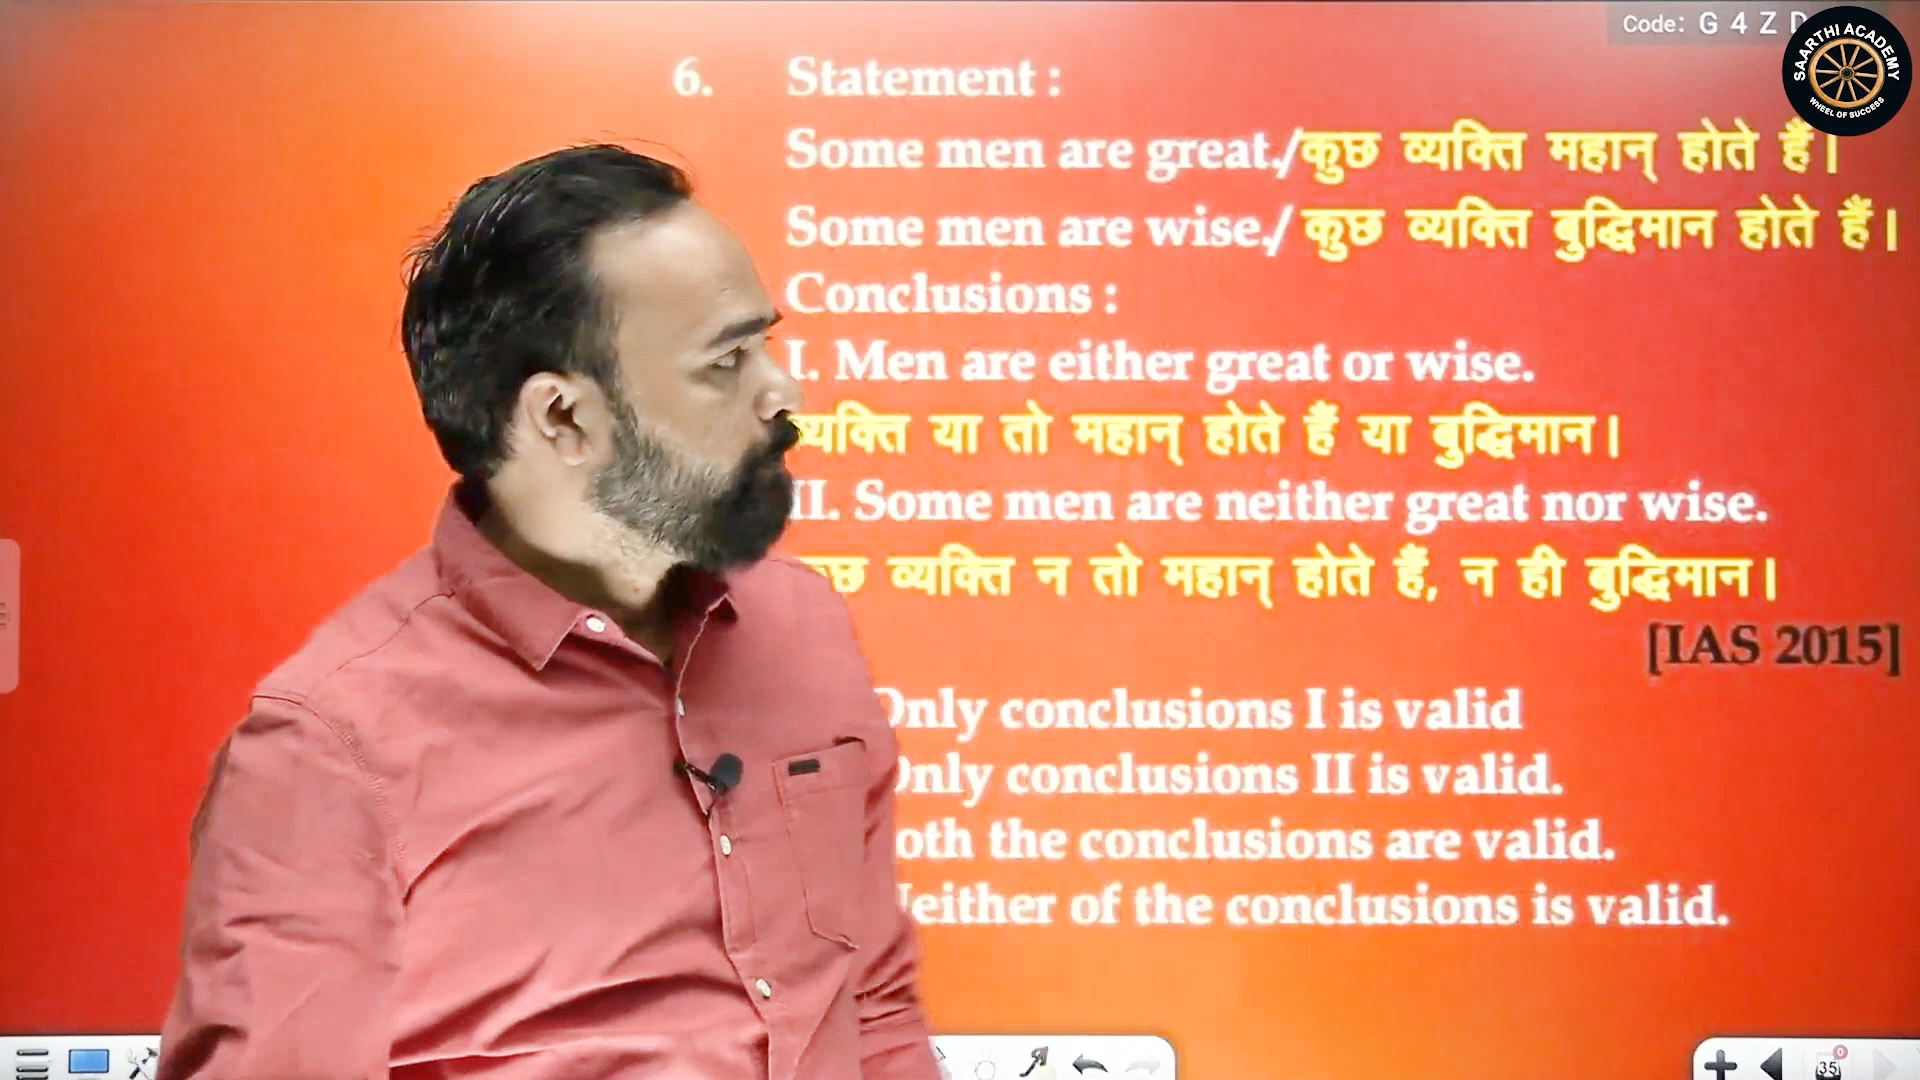 Code: G 4 Z
SAARTHI ACADEMY
WHEEL OF SUCCESS
6. Statement :
Some men are great./कुछ व्यक्ति महान् होते हैं।
Some men are wise./ कुछ व्यक्ति बुद्धिमान होते हैं।
Conclusions :
I. Men are either great or wise.
व्यक्ति या तो महान् होते हैं या बुद्धिमान।
II. Some men are neither great nor wise.
व्यक्ति न तो महान् होते हैं, न ही बुद्धिमान।
[IAS 2015]
Only conclusions I is valid
Only conclusions II is valid.
the conclusions are valid.
Neither of the conclusions is valid.
35
0